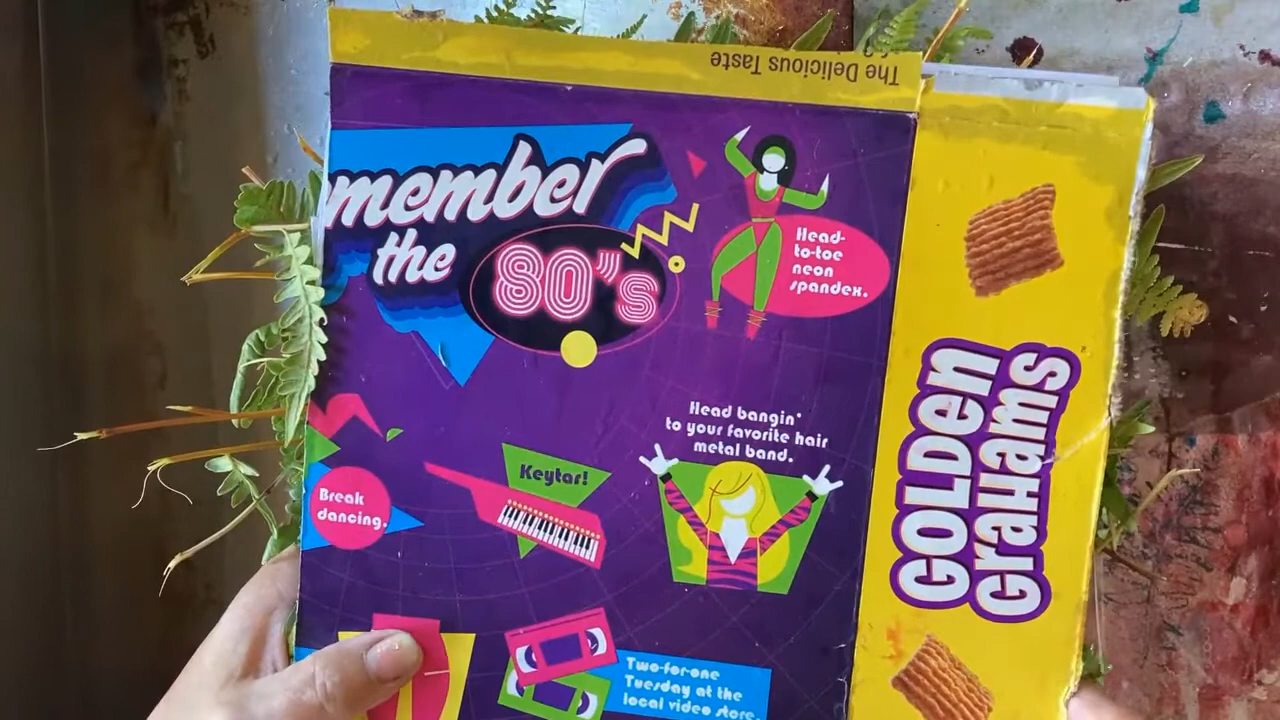 The Delicious Taste
member
the 80's
Head-
to-toe
neon
spandex.
Head bangin'
to your favorite hair
metal band.
Keytar!
Break
dancing.
Two-for-one
Tuesday at the
local video store.
GOLDEN
GRAHAMS